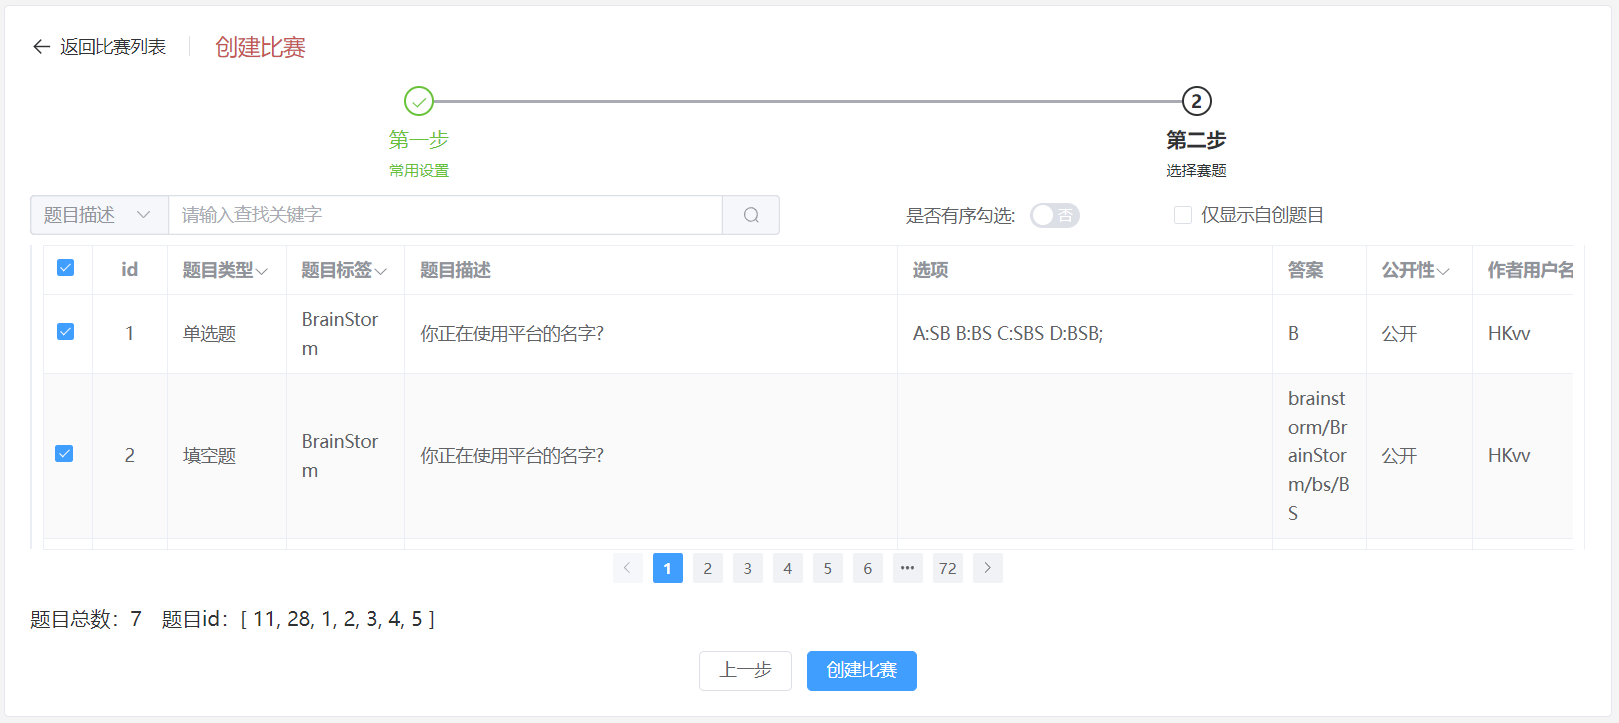 返回比赛列表 创建比赛
2
第一步 第二步
常用设置 选择赛题
题目描述 请输入查找关键字 是否有序勾选: 否 仅显示自创题目
id 题目类型 题目标签 题目描述 选项 答案 公开性 作者用户名
1 单选题 BrainStor 你正在使用平台的名字? A:SB B:BS C:SBS D:BSB; B 公开 HKvv
m
2 填空题 BrainStor 你正在使用平台的名字? brainst 公开 HKvv
m orm/Br
ainStor
m/bs/B
S
1 2 3 4 5 6 ••• 72
题目总数：7 题目id：[ 11, 28, 1, 2, 3, 4, 5 ]
上一步 创建比赛